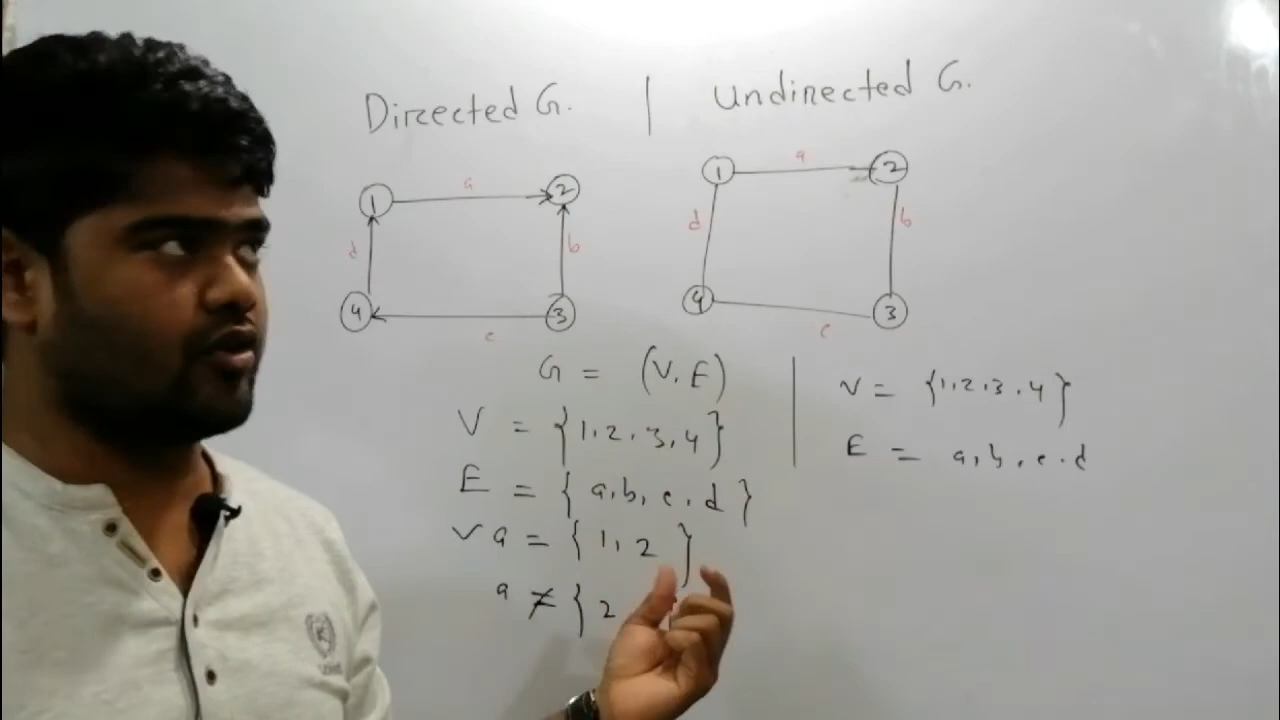 Directed G. | Undirected G.
1 a 2
d b
4 c 3
1 a 2
d b
4 c 3
G = (V, E)
V = {1, 2, 3, 4}
E = {a, b, c, d}
a = {1, 2}
a ≠ {2
V = {1, 2, 3, 4}
E = a, b, c, d